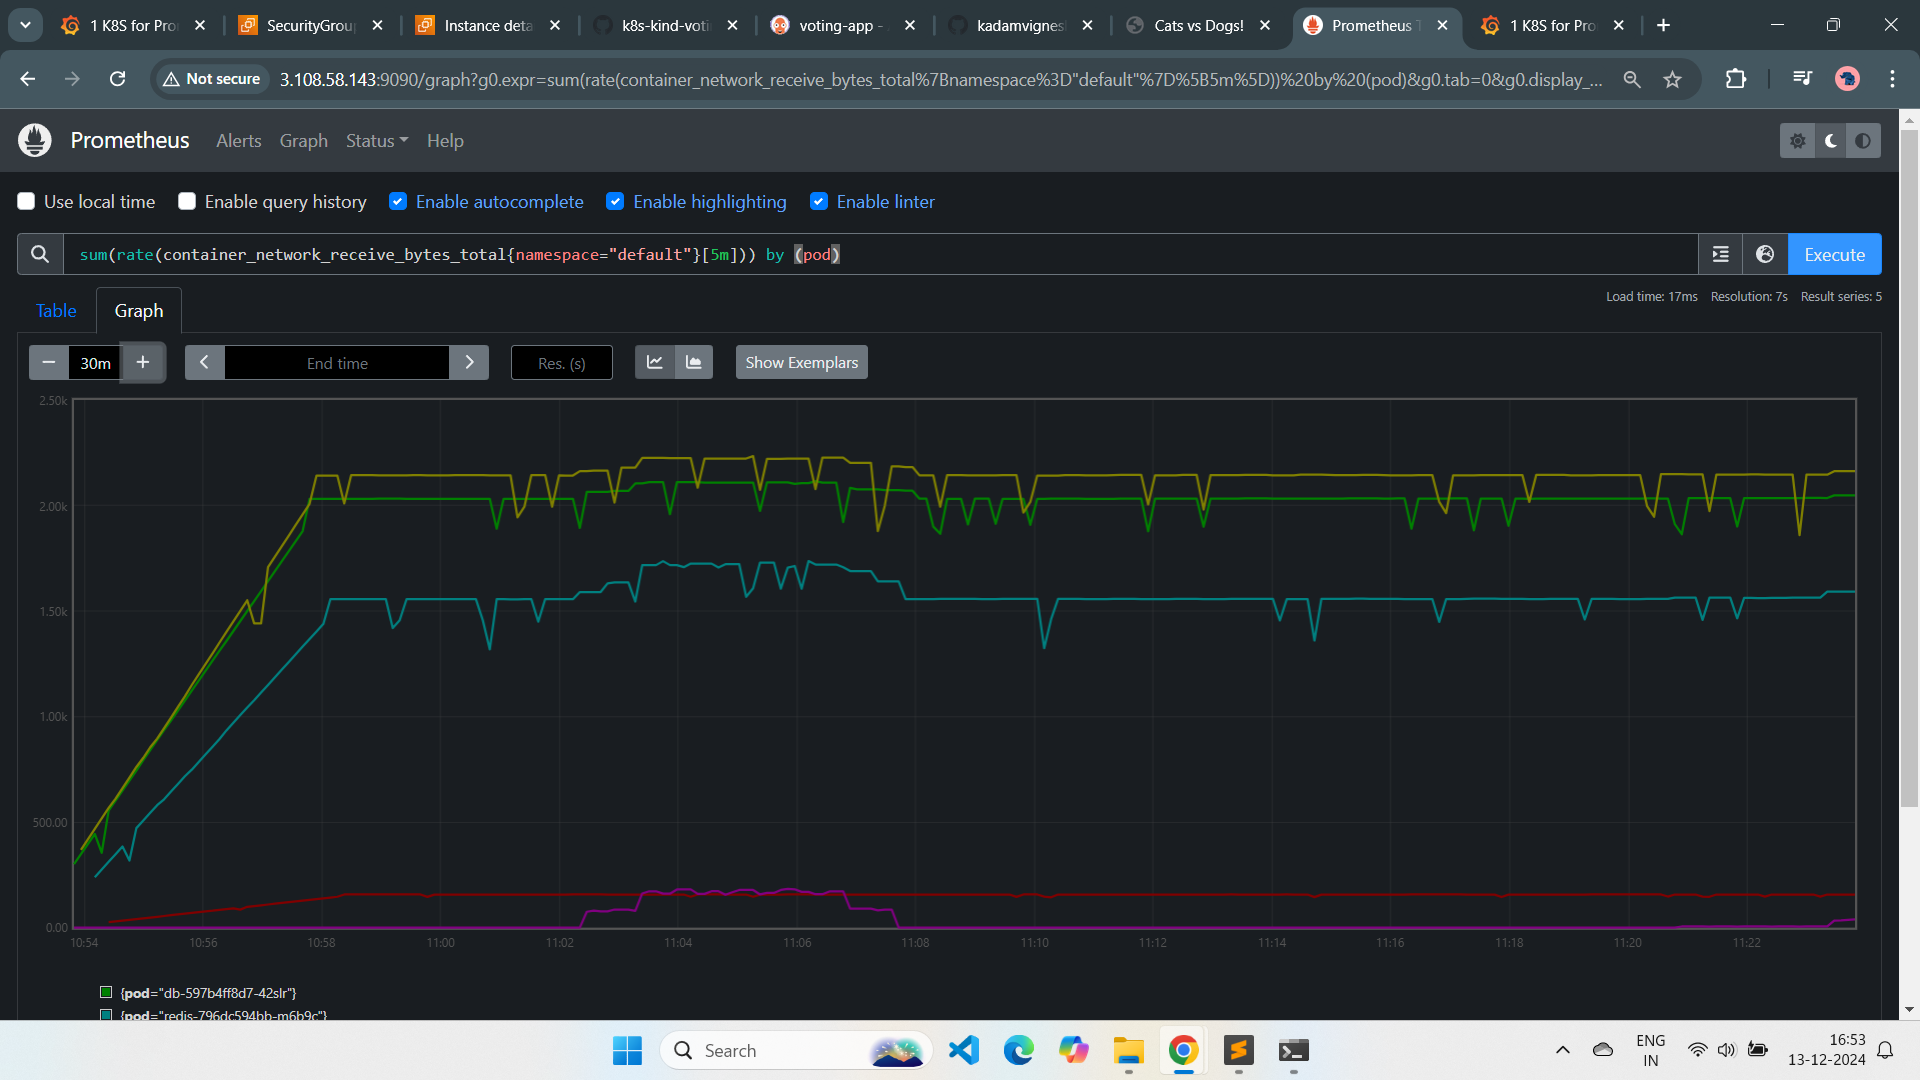 1 K8S for Pro
SecurityGroup
Instance deta
k8s-kind-voti
voting-app -
kadamvignesh
Cats vs Dogs!
Prometheus T
1 K8S for Pro
Not secure
3.108.58.143:9090/graph?g0.expr=sum(rate(container_network_receive_bytes_total%7Bnamespace%3D"default"%7D%5B5m%5D))%20by%20(pod)&g0.tab=0&g0.display_...
Prometheus Alerts Graph Status Help
Use local time Enable query history Enable autocomplete Enable highlighting Enable linter
sum(rate(container_network_receive_bytes_total{namespace="default"}[5m])) by (pod)
Execute
Table Graph
Load time: 17ms Resolution: 7s Result series: 5
30m End time Res. (s) Show Exemplars
2.50k
2.00k
1.50k
1.00k
500.00
0.00
10:54 10:56 10:58 11:00 11:02 11:04 11:06 11:08 11:10 11:12 11:14 11:16 11:18 11:20 11:22
{pod="db-597b4ff8d7-42slr"}
{pod="redis-796dc594bb-m6b9c"}
Search
ENG
IN
16:53
13-12-2024